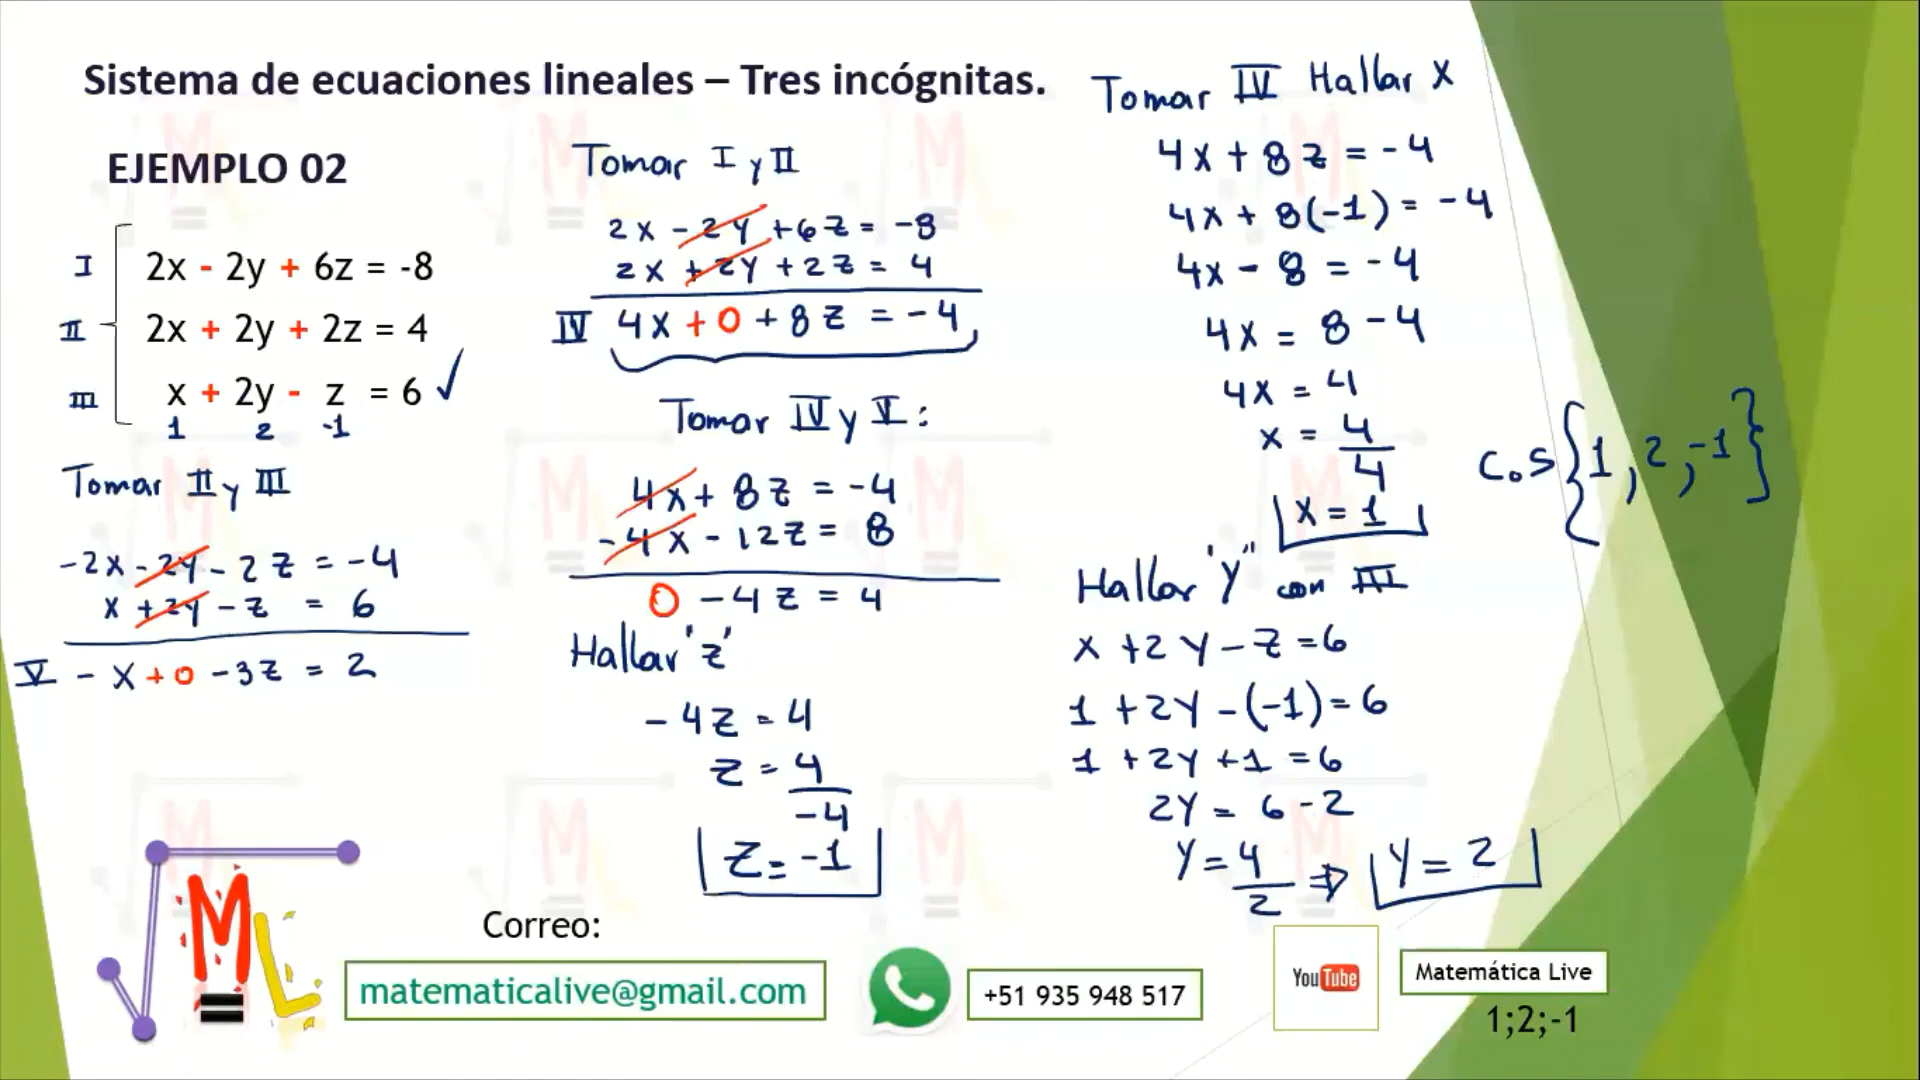 Sistema de ecuaciones lineales – Tres incógnitas.
EJEMPLO 02
I 2x - 2y + 6z = -8
II 2x + 2y + 2z = 4
III x + 2y - z = 6 ✓
1 2 -1
Tomar II y III
-2x - 2y - 2z = -4
x + 2y - z = 6
V - x + 0 - 3z = 2
Tomar I y II
2x - 2y + 6z = -8
2x + 2y + 2z = 4
IV 4x + 0 + 8z = -4
Tomar IV y V:
4x + 8z = -4
-4x - 12z = 8
0 - 4z = 4
Hallar "z"
- 4z = 4
z = 4
-4
z = -1
Tomar IV Hallar x
4x + 8z = -4
4x + 8(-1) = -4
4x - 8 = -4
4x = 8 - 4
4x = 4
x = 4
4
x = 1
Hallar "y" con III
x + 2y - z = 6
1 + 2y - (-1) = 6
1 + 2y + 1 = 6
2y = 6 - 2
y = 4
2
⇒ y = 2
C.S {1, 2, -1}
ML
=
Correo:
matematicalive@gmail.com
+51 935 948 517
YouTube
Matemática Live
1;2;-1